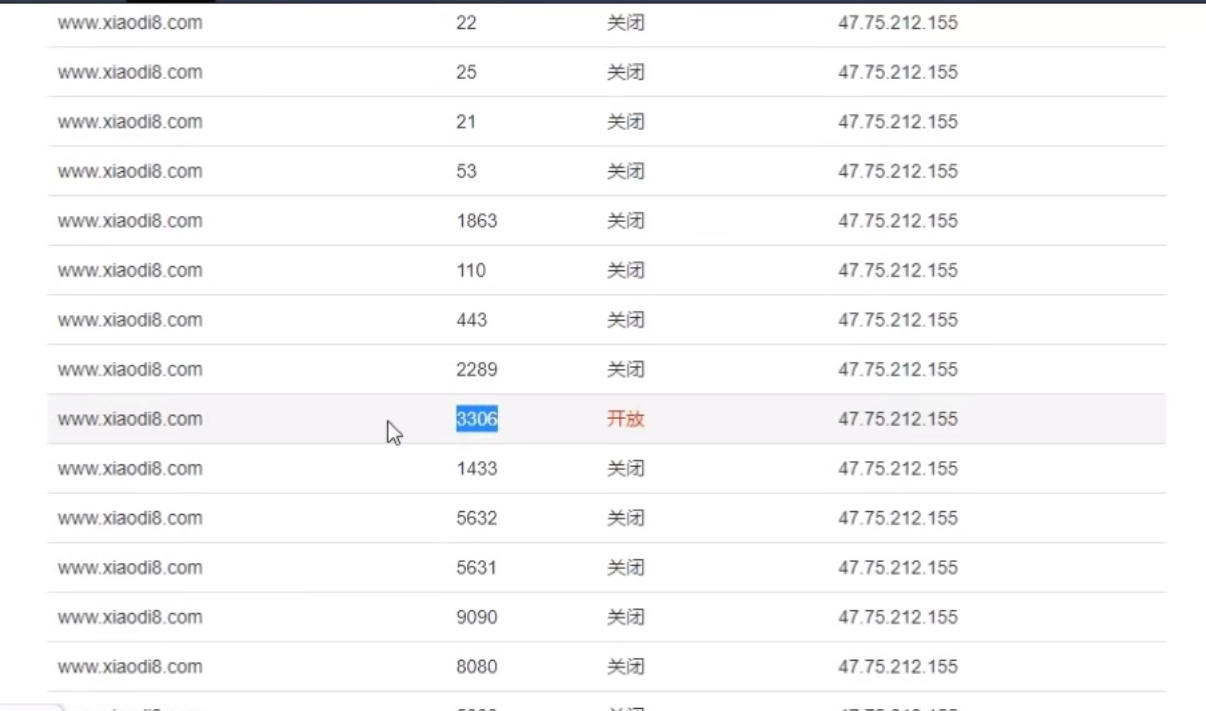 www.xiaodi8.com 22 关闭 47.75.212.155
www.xiaodi8.com 25 关闭 47.75.212.155
www.xiaodi8.com 21 关闭 47.75.212.155
www.xiaodi8.com 53 关闭 47.75.212.155
www.xiaodi8.com 1863 关闭 47.75.212.155
www.xiaodi8.com 110 关闭 47.75.212.155
www.xiaodi8.com 443 关闭 47.75.212.155
www.xiaodi8.com 2289 关闭 47.75.212.155
www.xiaodi8.com 3306 开放 47.75.212.155
www.xiaodi8.com 1433 关闭 47.75.212.155
www.xiaodi8.com 5632 关闭 47.75.212.155
www.xiaodi8.com 5631 关闭 47.75.212.155
www.xiaodi8.com 9090 关闭 47.75.212.155
www.xiaodi8.com 8080 关闭 47.75.212.155